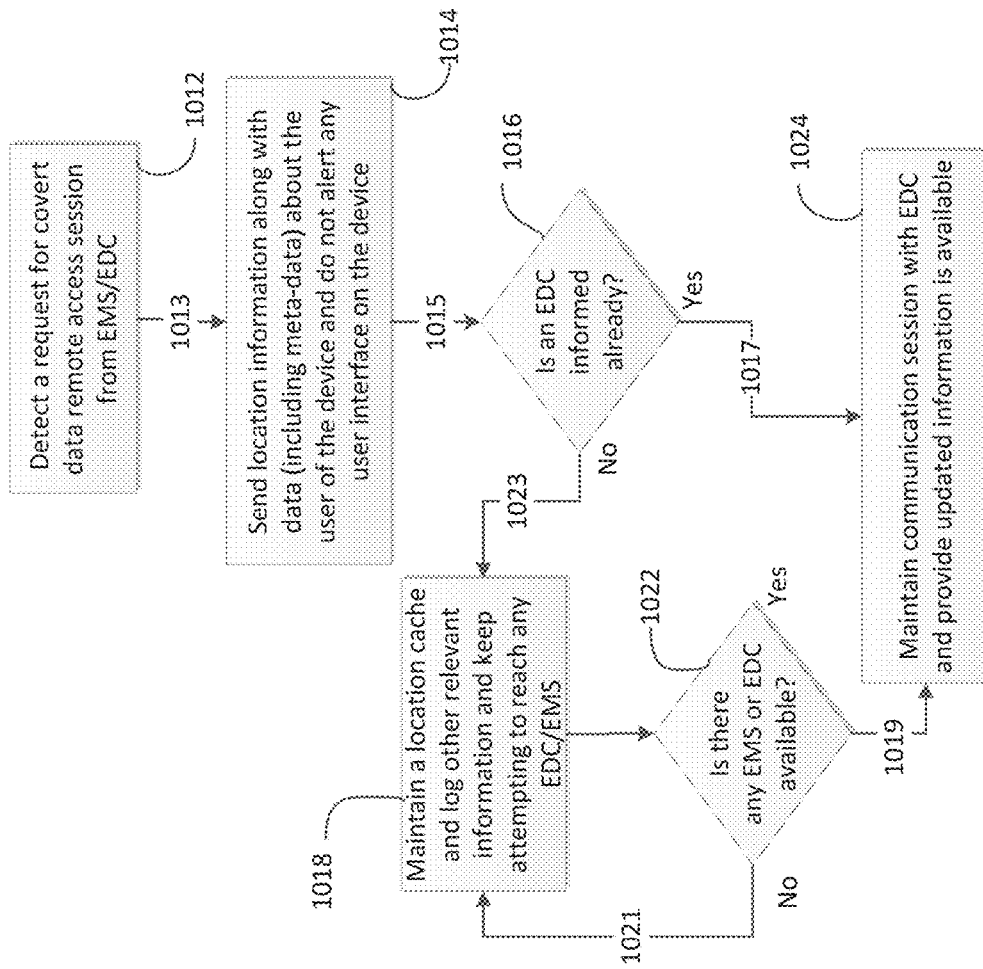 Detect a request for covert
data remote access session
from EMS/EDC
1012
1013
Send location information along with
data (including meta-data) about the
user of the device and do not alert any
user interface on the device
1014
1015
Is an EDC
informed
already?
1016
Yes
No
1017
1023
Maintain a location cache
and log other relevant
information and keep
attempting to reach any
EDC/EMS
1018
Is there
any EMS or EDC
available?
1022
Yes
No
1021
1019
Maintain communication session with EDC
and provide updated information is available
1024